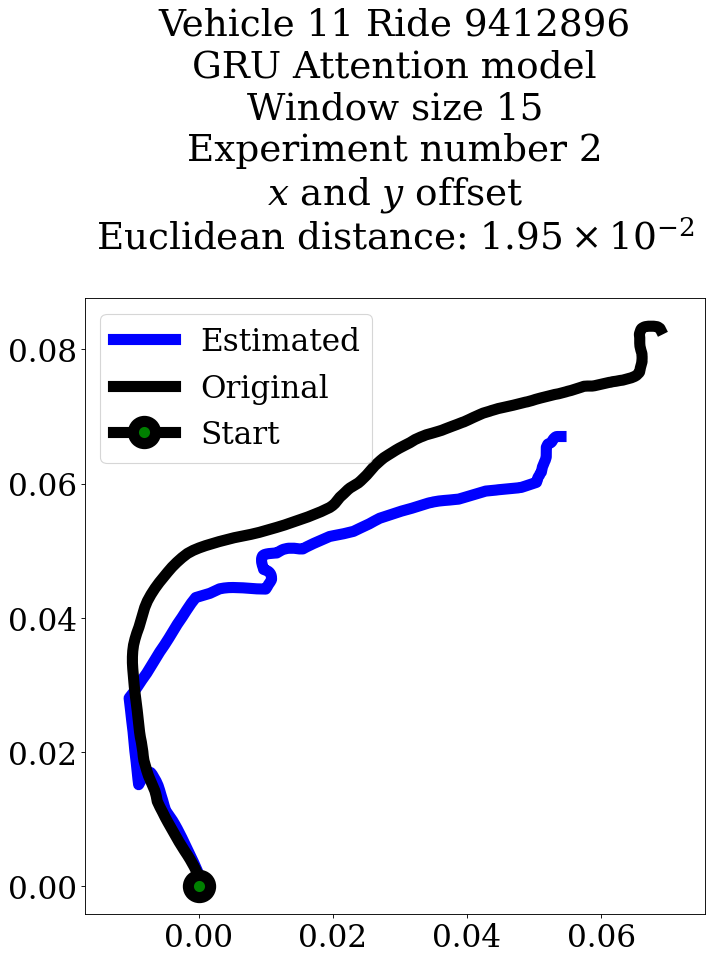 Vehicle 11 Ride 9412896
GRU Attention model
Window size 15
Experiment number 2
x and y offset
Euclidean distance: 1.95 × 10⁻²
Estimated
Original
Start
0.08
0.06
0.04
0.02
0.00
0.00 0.02 0.04 0.06